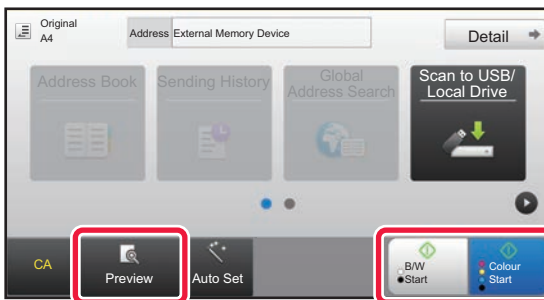 Original
A4
Address External Memory Device
Detail
Address Book
Sending History
Global
Address Search
Scan to USB/
Local Drive
CA
Preview
Auto Set
B/W
Start
Colour
Start